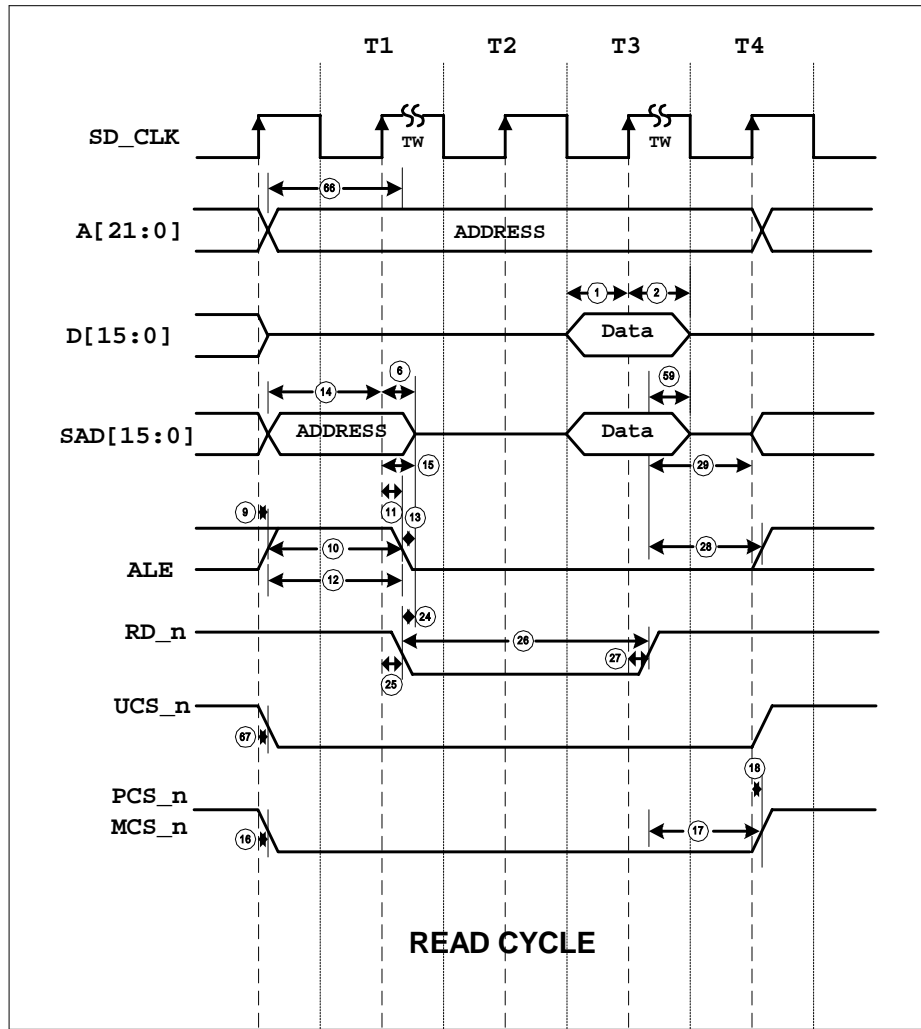 T1 T2 T3 T4
SD_CLK
TW TW
66
A[21:0]
ADDRESS
1 2
D[15:0]
Data
6 59
14
SAD[15:0]
ADDRESS Data
15 29
9 11 13
10 28
ALE
12
24
RD_n
26
27
25
UCS_n
67
18
PCS_n
MCS_n
17
16
READ CYCLE